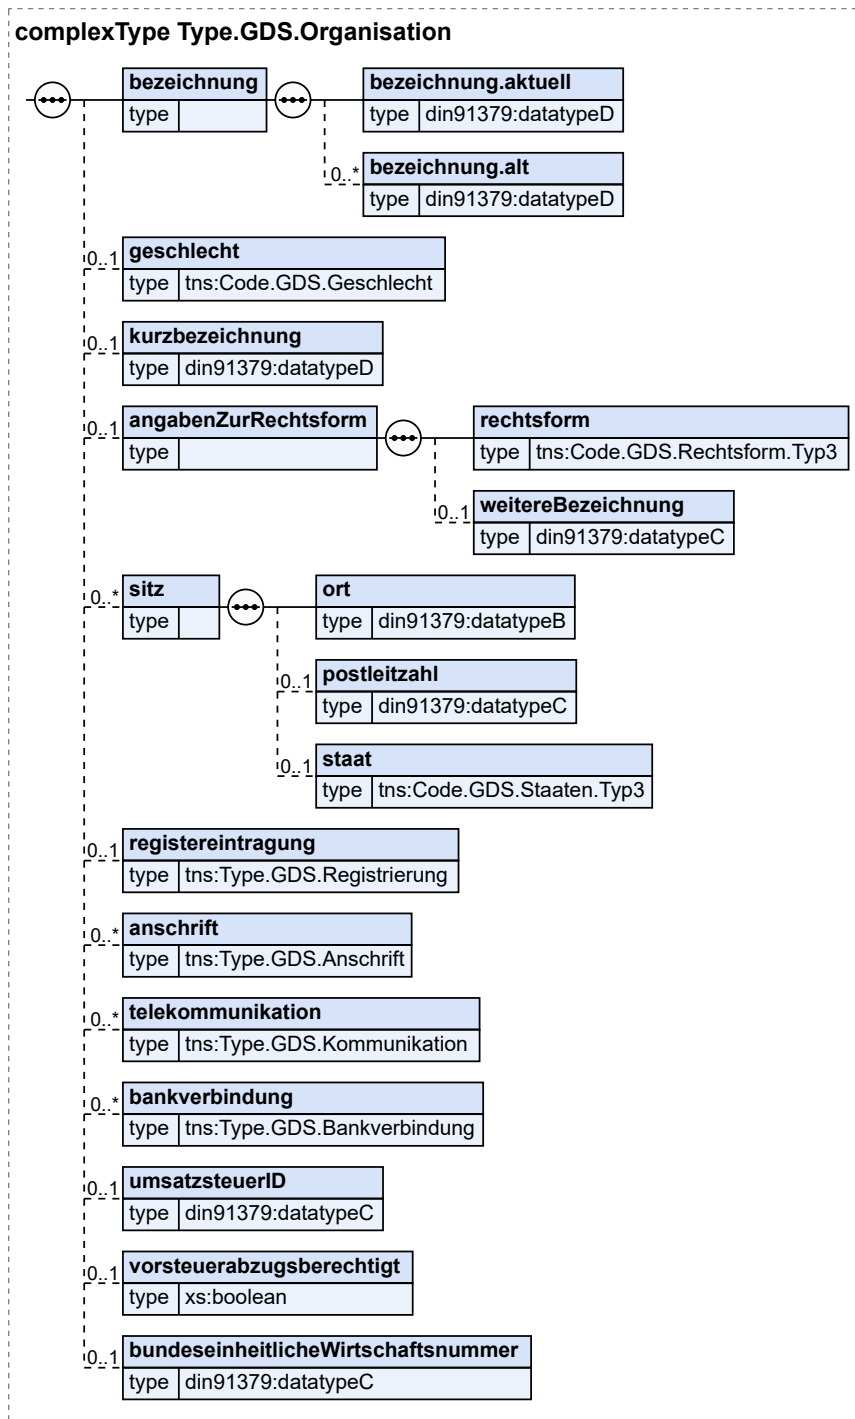 complexType Type.GDS.Organisation
bezeichnung
type
bezeichnung.aktuell
type din91379:datatypeD
0..*
bezeichnung.alt
type din91379:datatypeD
0..1
geschlecht
type tns:Code.GDS.Geschlecht
0..1
kurzbezeichnung
type din91379:datatypeD
0..1
angabenZurRechtsform
type
rechtsform
type tns:Code.GDS.Rechtsform.Typ3
0..1
weitereBezeichnung
type din91379:datatypeC
0..*
sitz
type
ort
type din91379:datatypeB
0..1
postleitzahl
type din91379:datatypeC
0..1
staat
type tns:Code.GDS.Staaten.Typ3
0..1
registereintragung
type tns:Type.GDS.Registrierung
0..*
anschrift
type tns:Type.GDS.Anschrift
0..*
telekommunikation
type tns:Type.GDS.Kommunikation
0..*
bankverbindung
type tns:Type.GDS.Bankverbindung
0..1
umsatzsteuerID
type din91379:datatypeC
0..1
vorsteuerabzugsberechtigt
type xs:boolean
0..1
bundeseinheitlicheWirtschaftsnummer
type din91379:datatypeC